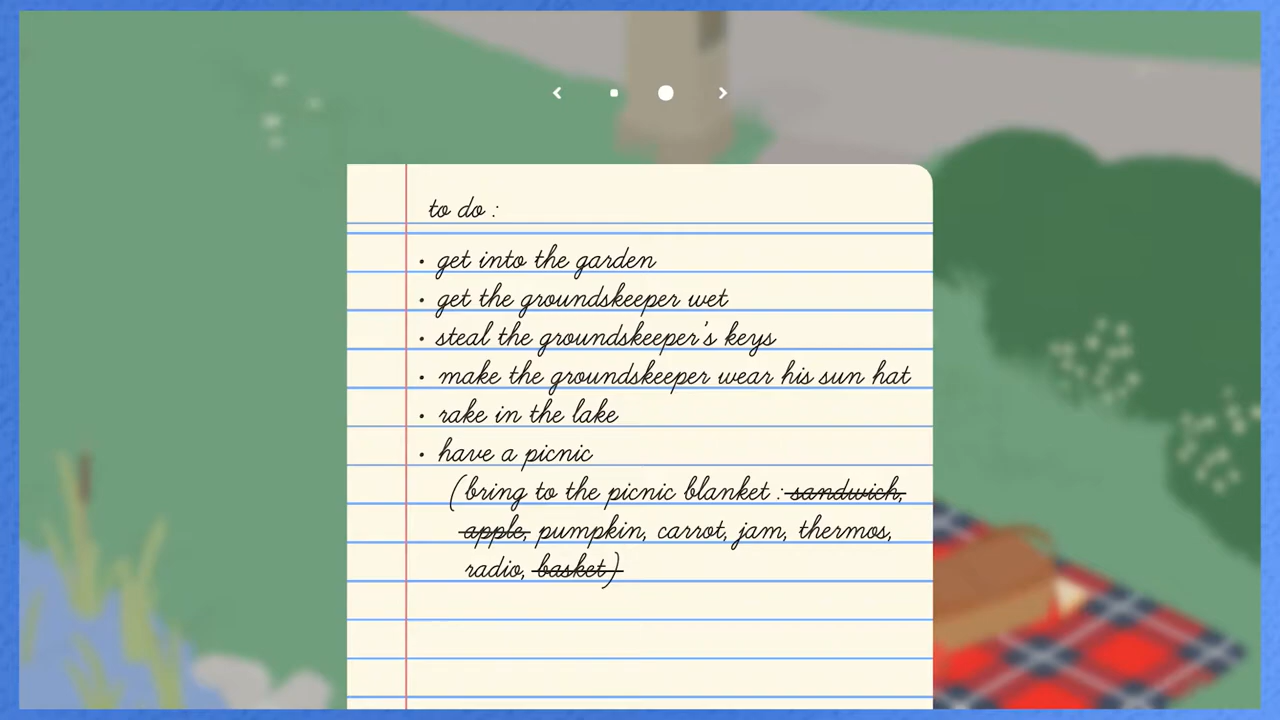 to do :
• get into the garden
• get the groundskeeper wet
• steal the groundskeeper's keys
• make the groundskeeper wear his sun hat
• rake in the lake
• have a picnic
(bring to the picnic blanket : sandwich,
apple, pumpkin, carrot, jam, thermos,
radio, basket)